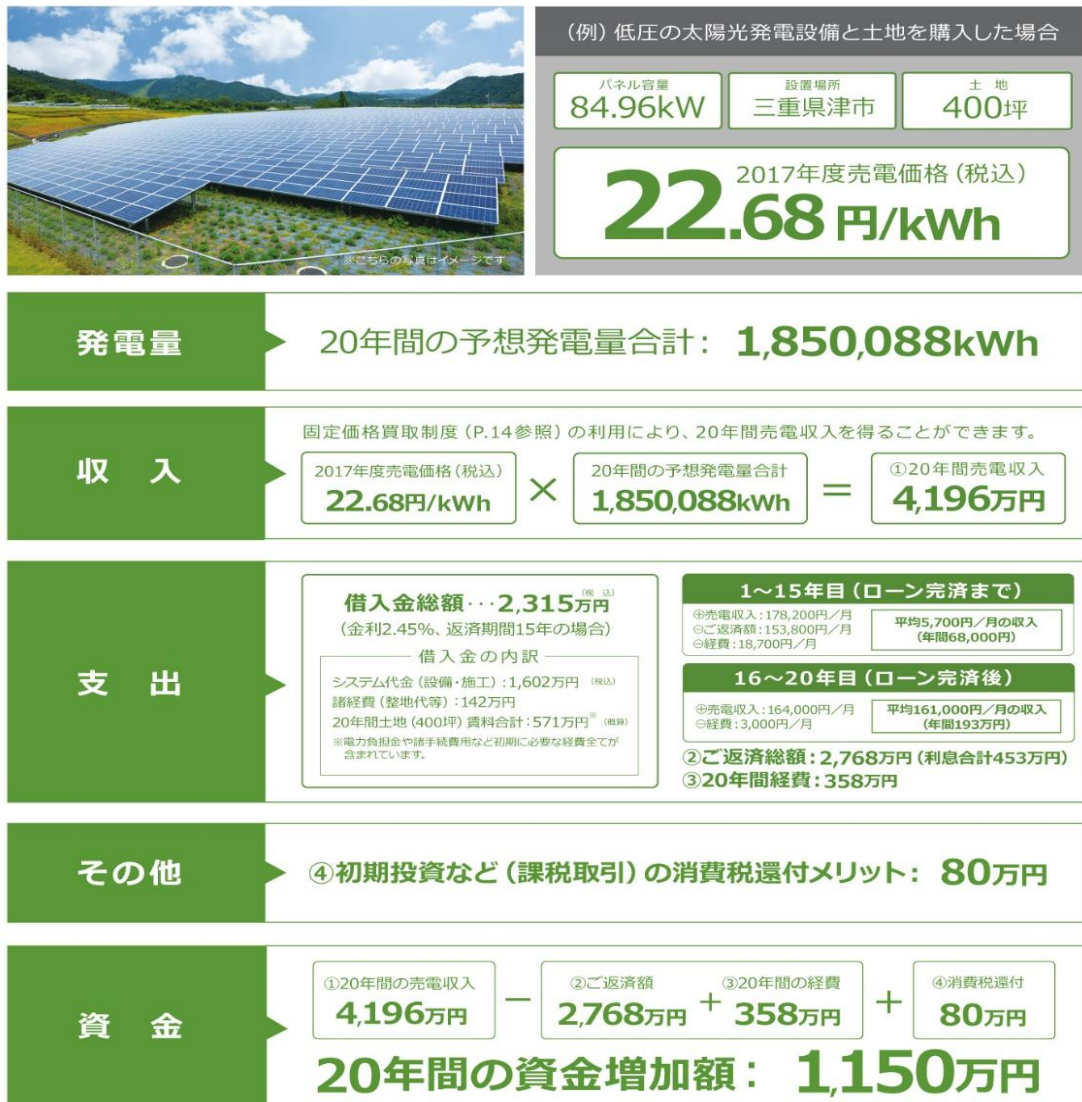 (例)低圧の太陽光発電設備と土地を購入した場合
パネル容量
84.96kW
設置場所
三重県津市
土 地
400坪
2017年度売電価格(税込)
22.68円/kWh
※こちらの写真はイメージです
発電量
20年間の予想発電量合計: 1,850,088kWh
収 入
固定価格買取制度(P.14参照)の利用により、20年間売電収入を得ることができます。
2017年度売電価格(税込)
22.68円/kWh
×
20年間の予想発電量合計
1,850,088kWh
=
①20年間売電収入
4,196万円
支 出
借入金総額・・・2,315万円(税 込)
(金利2.45%、返済期間15年の場合)
借入金の内訳
システム代金(設備・施工):1,602万円 (税込)
諸経費(整地代等):142万円
20年間土地(400坪)賃料合計:571万円※ (概算)
※電力負担金や諸手続費用など初期に必要な経費全てが
含まれています。
1〜15年目(ローン完済まで)
⊕売電収入:178,200円/月
⊖ご返済額:153,800円/月
⊖経費:18,700円/月
平均5,700円/月の収入
(年間68,000円)
16〜20年目(ローン完済後)
⊕売電収入:164,000円/月
⊖経費:3,000円/月
平均161,000円/月の収入
(年間193万円)
②ご返済総額:2,768万円(利息合計453万円)
③20年間経費:358万円
その他
④初期投資など(課税取引)の消費税還付メリット: 80万円
資 金
①20年間の売電収入
4,196万円
−
②ご返済額
2,768万円
+
③20年間の経費
358万円
+
④消費税還付
80万円
20年間の資金増加額: 1,150万円